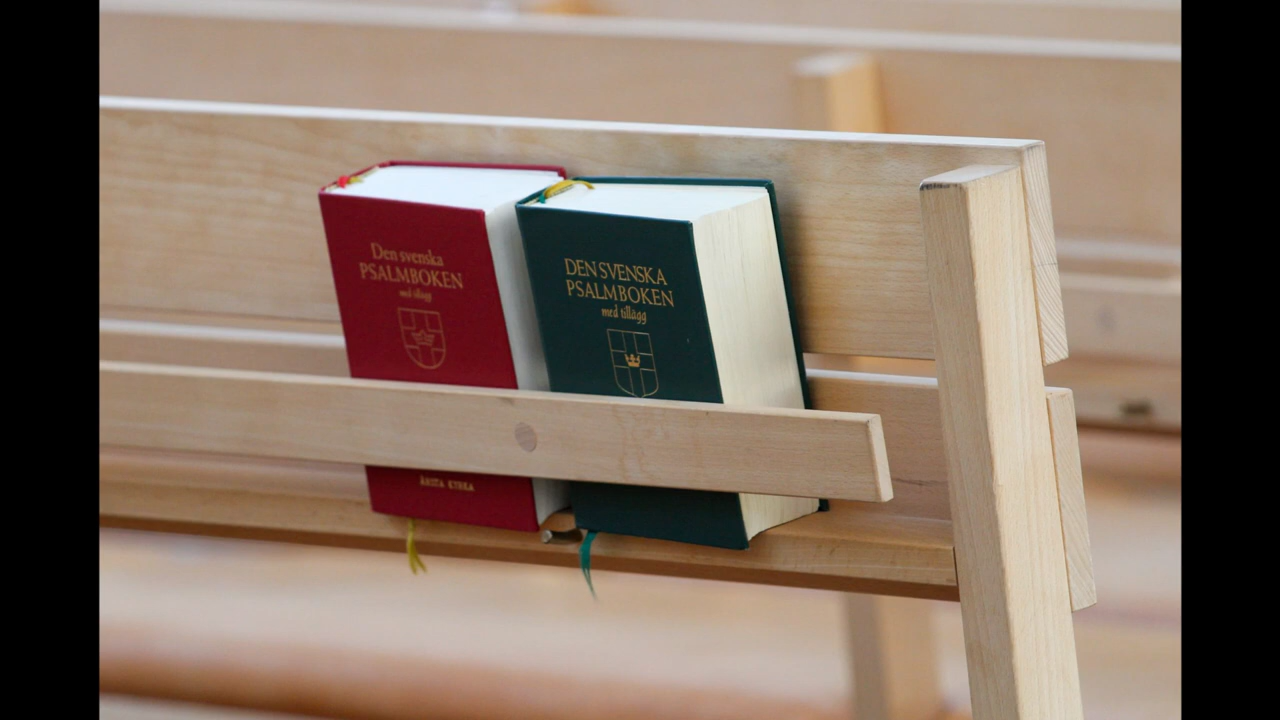 Den svenska
PSALMBOKEN
med tillägg
ÅRSTA KYRKA
DEN SVENSKA
PSALMBOKEN
med tillägg